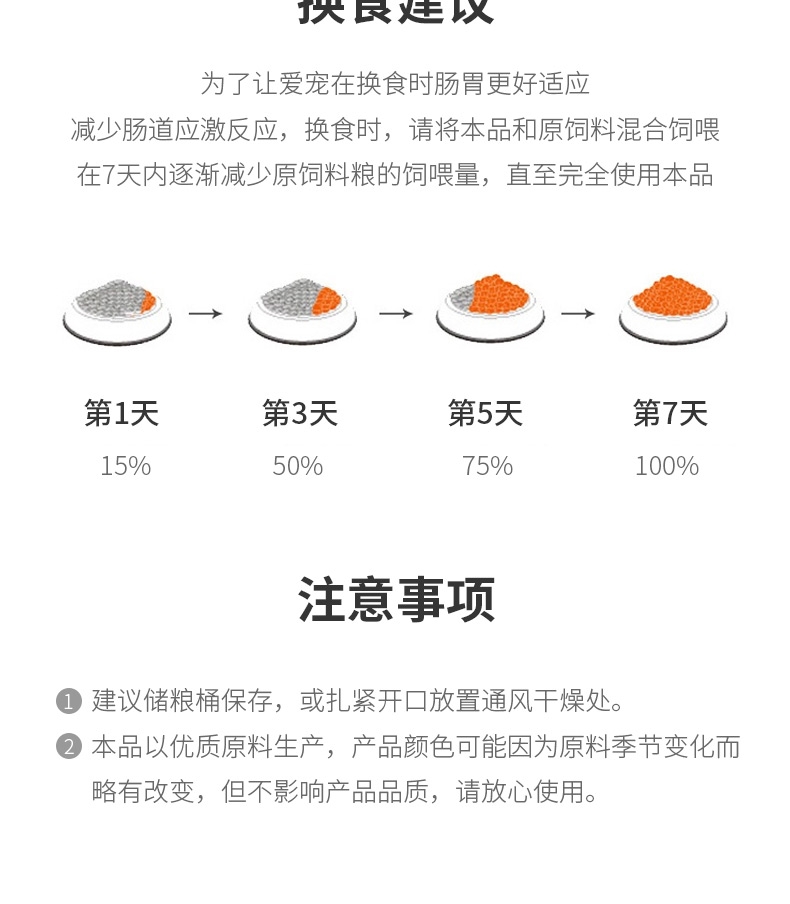 换食建议
为了让爱宠在换食时肠胃更好适应
减少肠道应激反应，换食时，请将本品和原饲料混合饲喂
在7天内逐渐减少原饲料粮的饲喂量，直至完全使用本品
第1天 第3天 第5天 第7天
15% 50% 75% 100%
注意事项
1 建议储粮桶保存，或扎紧开口放置通风干燥处。
2 本品以优质原料生产，产品颜色可能因为原料季节变化而
略有改变，但不影响产品品质，请放心使用。